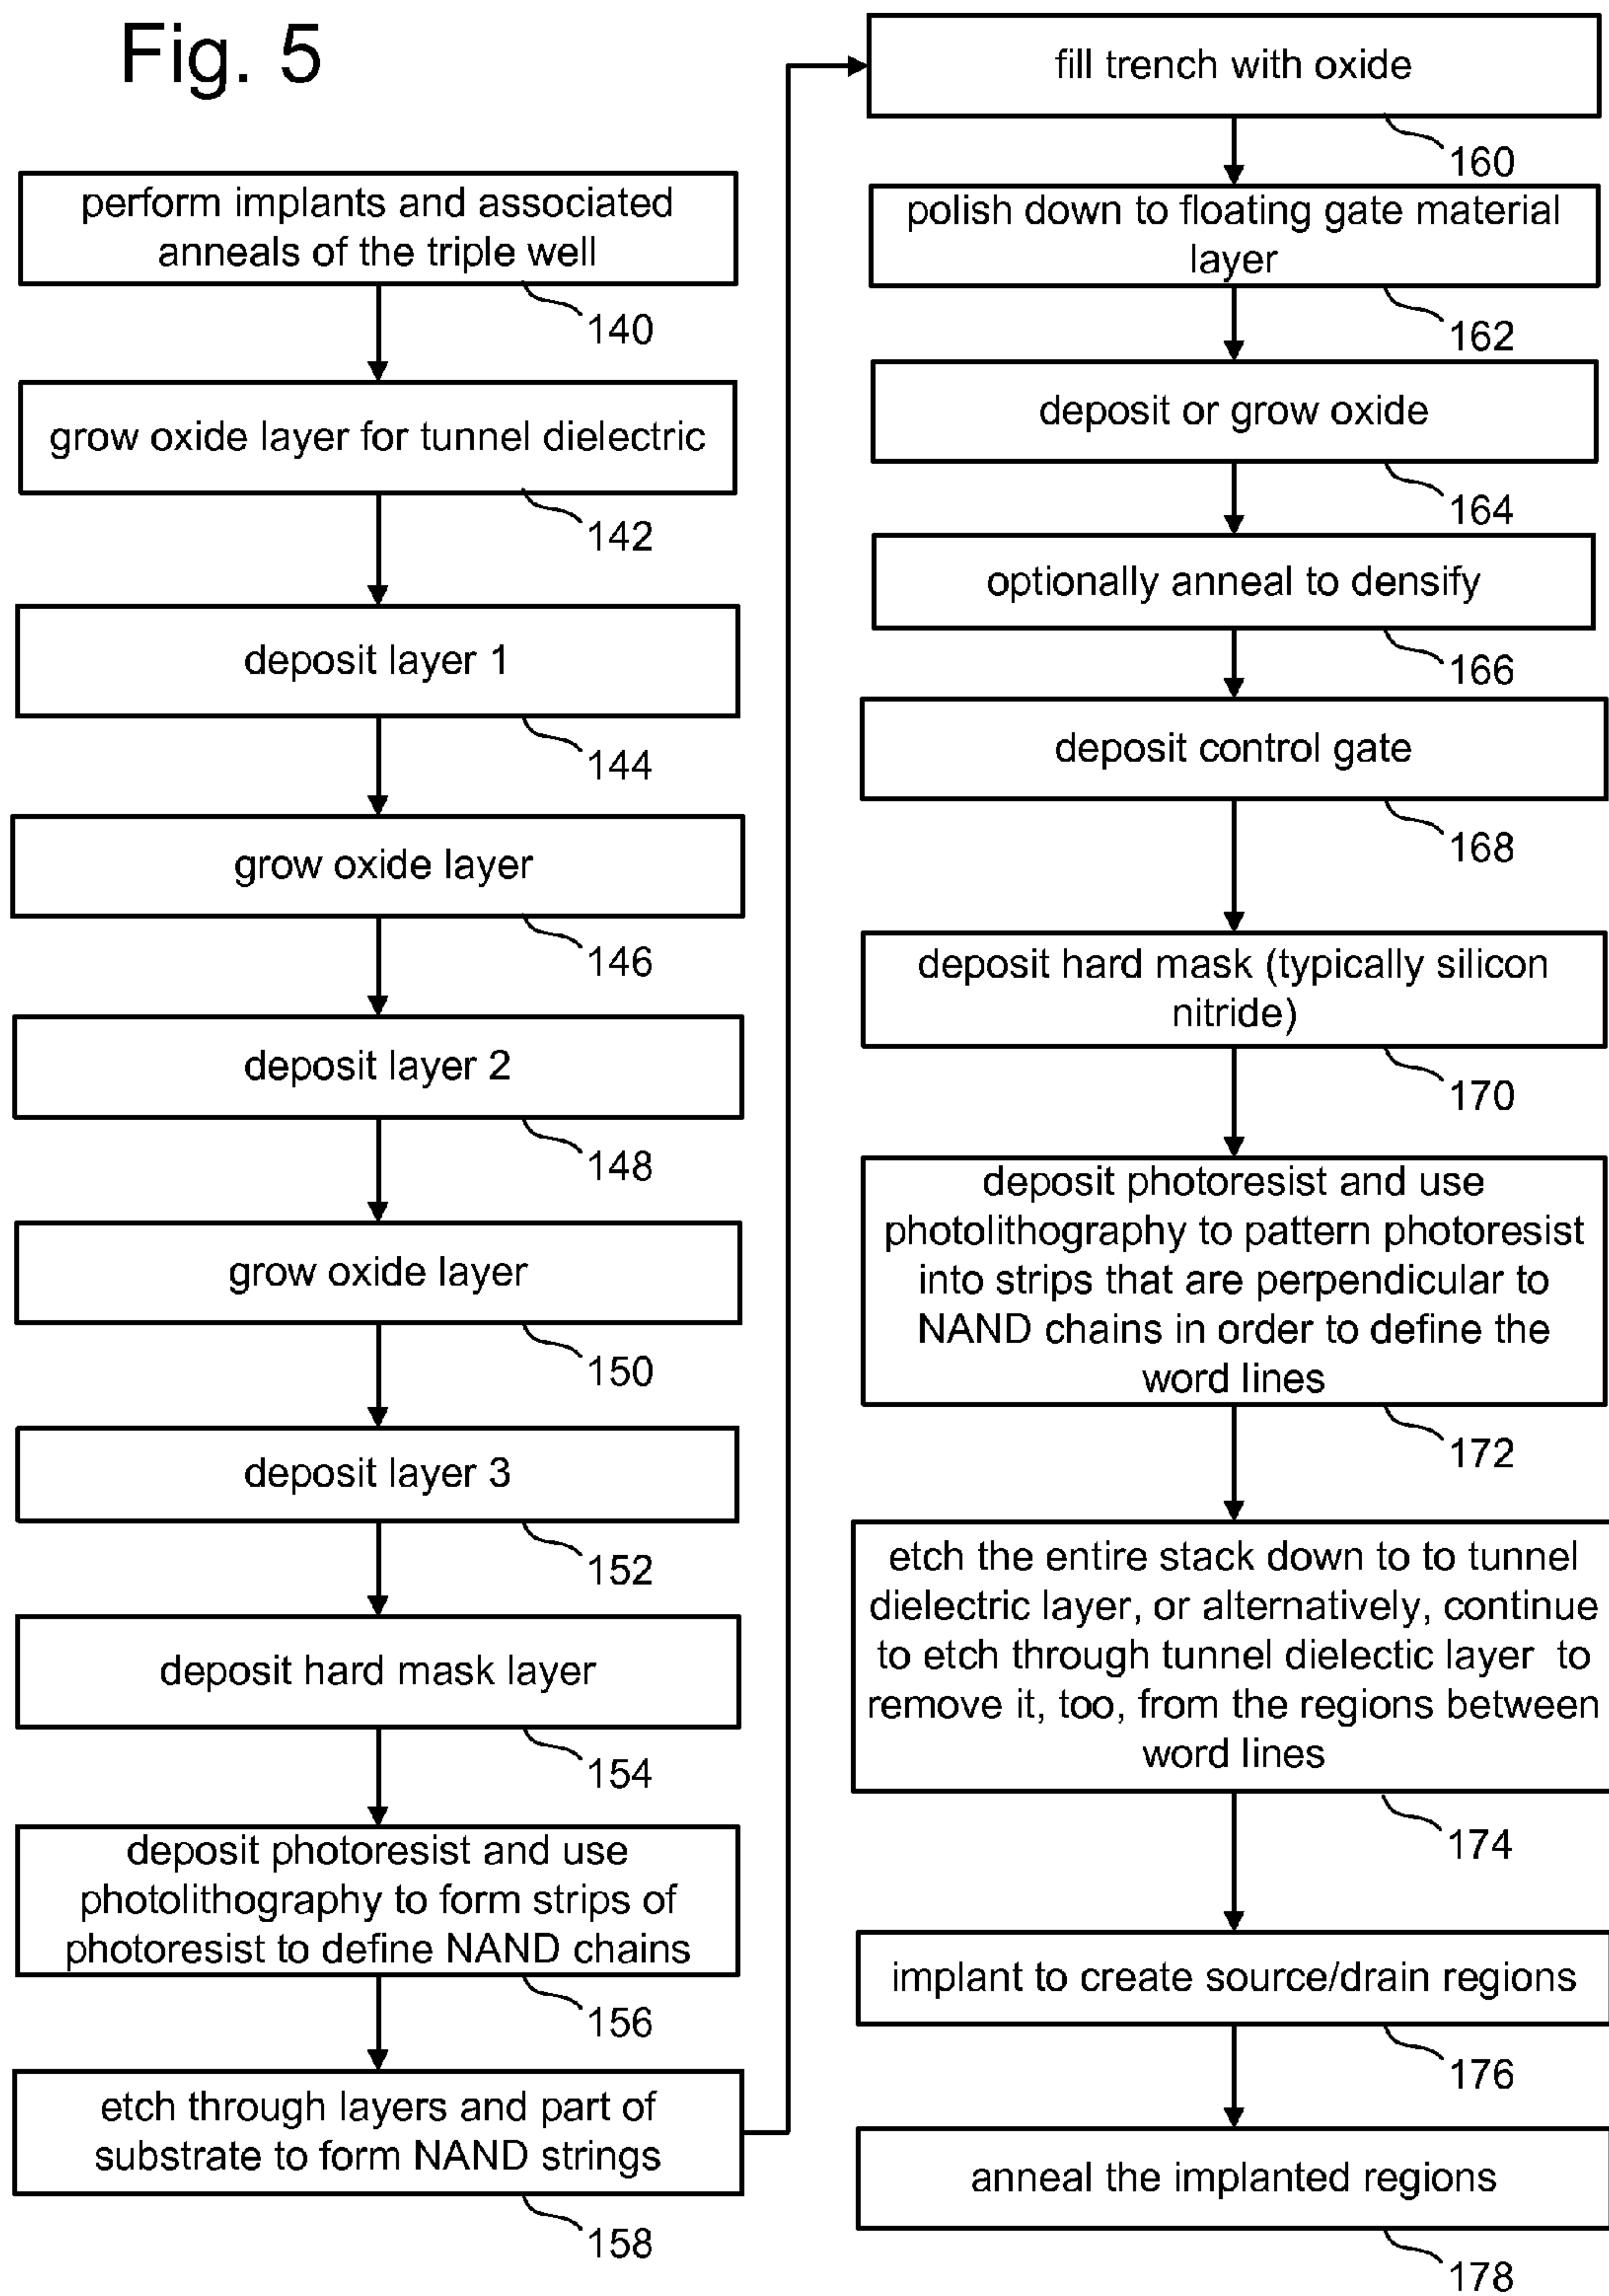 Fig. 5
perform implants and associated
anneals of the triple well
140
grow oxide layer for tunnel dielectric
142
deposit layer 1
144
grow oxide layer
146
deposit layer 2
148
grow oxide layer
150
deposit layer 3
152
deposit hard mask layer
154
deposit photoresist and use
photolithography to form strips of
photoresist to define NAND chains
156
etch through layers and part of
substrate to form NAND strings
158
fill trench with oxide
160
polish down to floating gate material
layer
162
deposit or grow oxide
164
optionally anneal to densify
166
deposit control gate
168
deposit hard mask (typically silicon
nitride)
170
deposit photoresist and use
photolithography to pattern photoresist
into strips that are perpendicular to
NAND chains in order to define the
word lines
172
etch the entire stack down to to tunnel
dielectric layer, or alternatively, continue
to etch through tunnel dielectic layer to
remove it, too, from the regions between
word lines
174
implant to create source/drain regions
176
anneal the implanted regions
178